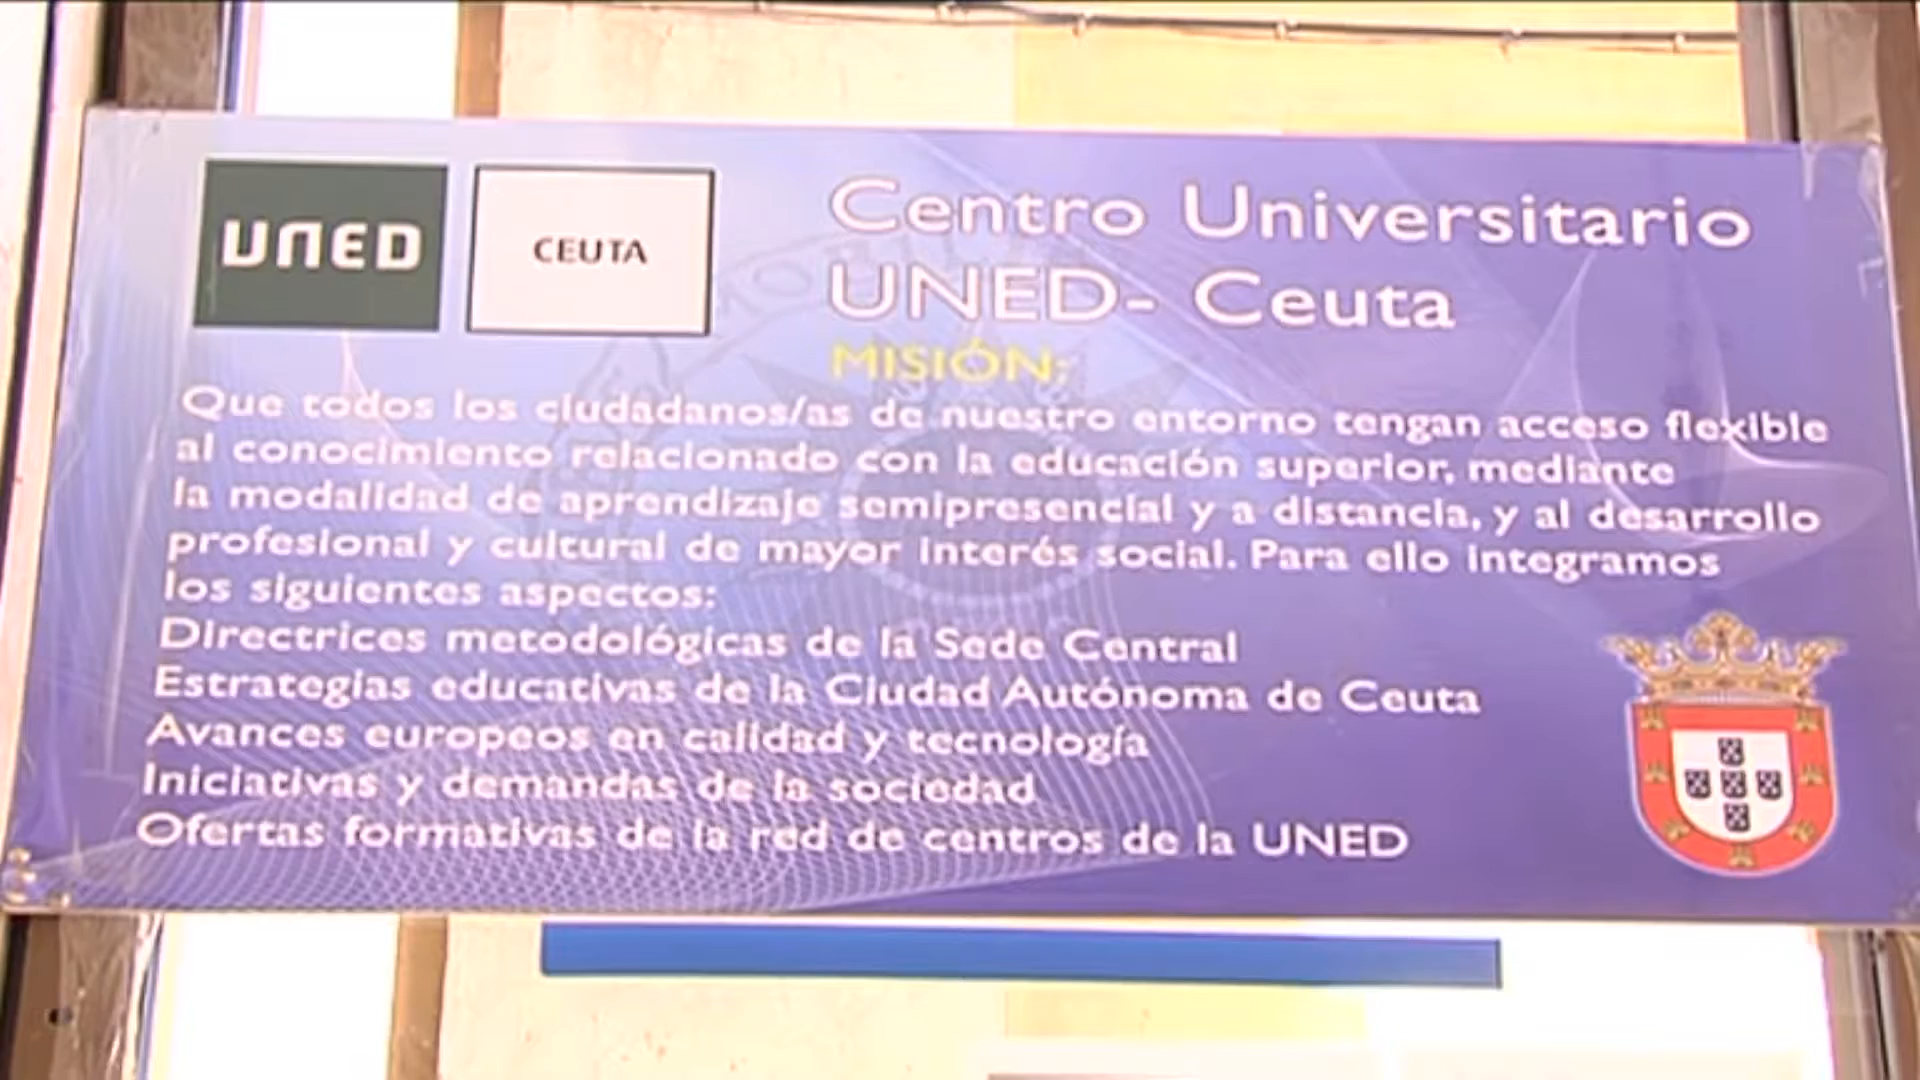 UNED
CEUTA
Centro Universitario
UNED- Ceuta
MISIÓN:
Que todos los ciudadanos/as de nuestro entorno tengan acceso flexible
al conocimiento relacionado con la educación superior, mediante
la modalidad de aprendizaje semipresencial y a distancia, y al desarrollo
profesional y cultural de mayor interés social. Para ello integramos
los siguientes aspectos:
Directrices metodológicas de la Sede Central
Estrategias educativas de la Ciudad Autónoma de Ceuta
Avances europeos en calidad y tecnología
Iniciativas y demandas de la sociedad
Ofertas formativas de la red de centros de la UNED